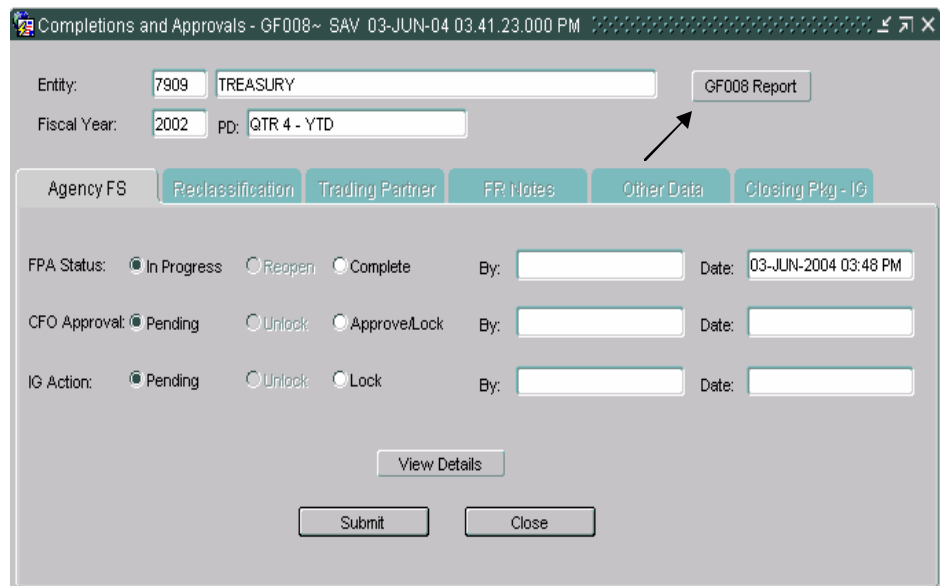 Completions and Approvals - GF008~ SAV 03-JUN-04 03.41.23.000 PM
Entity: 7909 TREASURY GF008 Report
Fiscal Year: 2002 PD: QTR 4 - YTD
Agency FS Reclassification Trading Partner FR Notes Other Data Closing Pkg - IG
FPA Status: In Progress Reopen Complete By: Date: 03-JUN-2004 03:48 PM
CFO Approval: Pending Unlock Approve/Lock By: Date:
IG Action: Pending Unlock Lock By: Date:
View Details
Submit Close